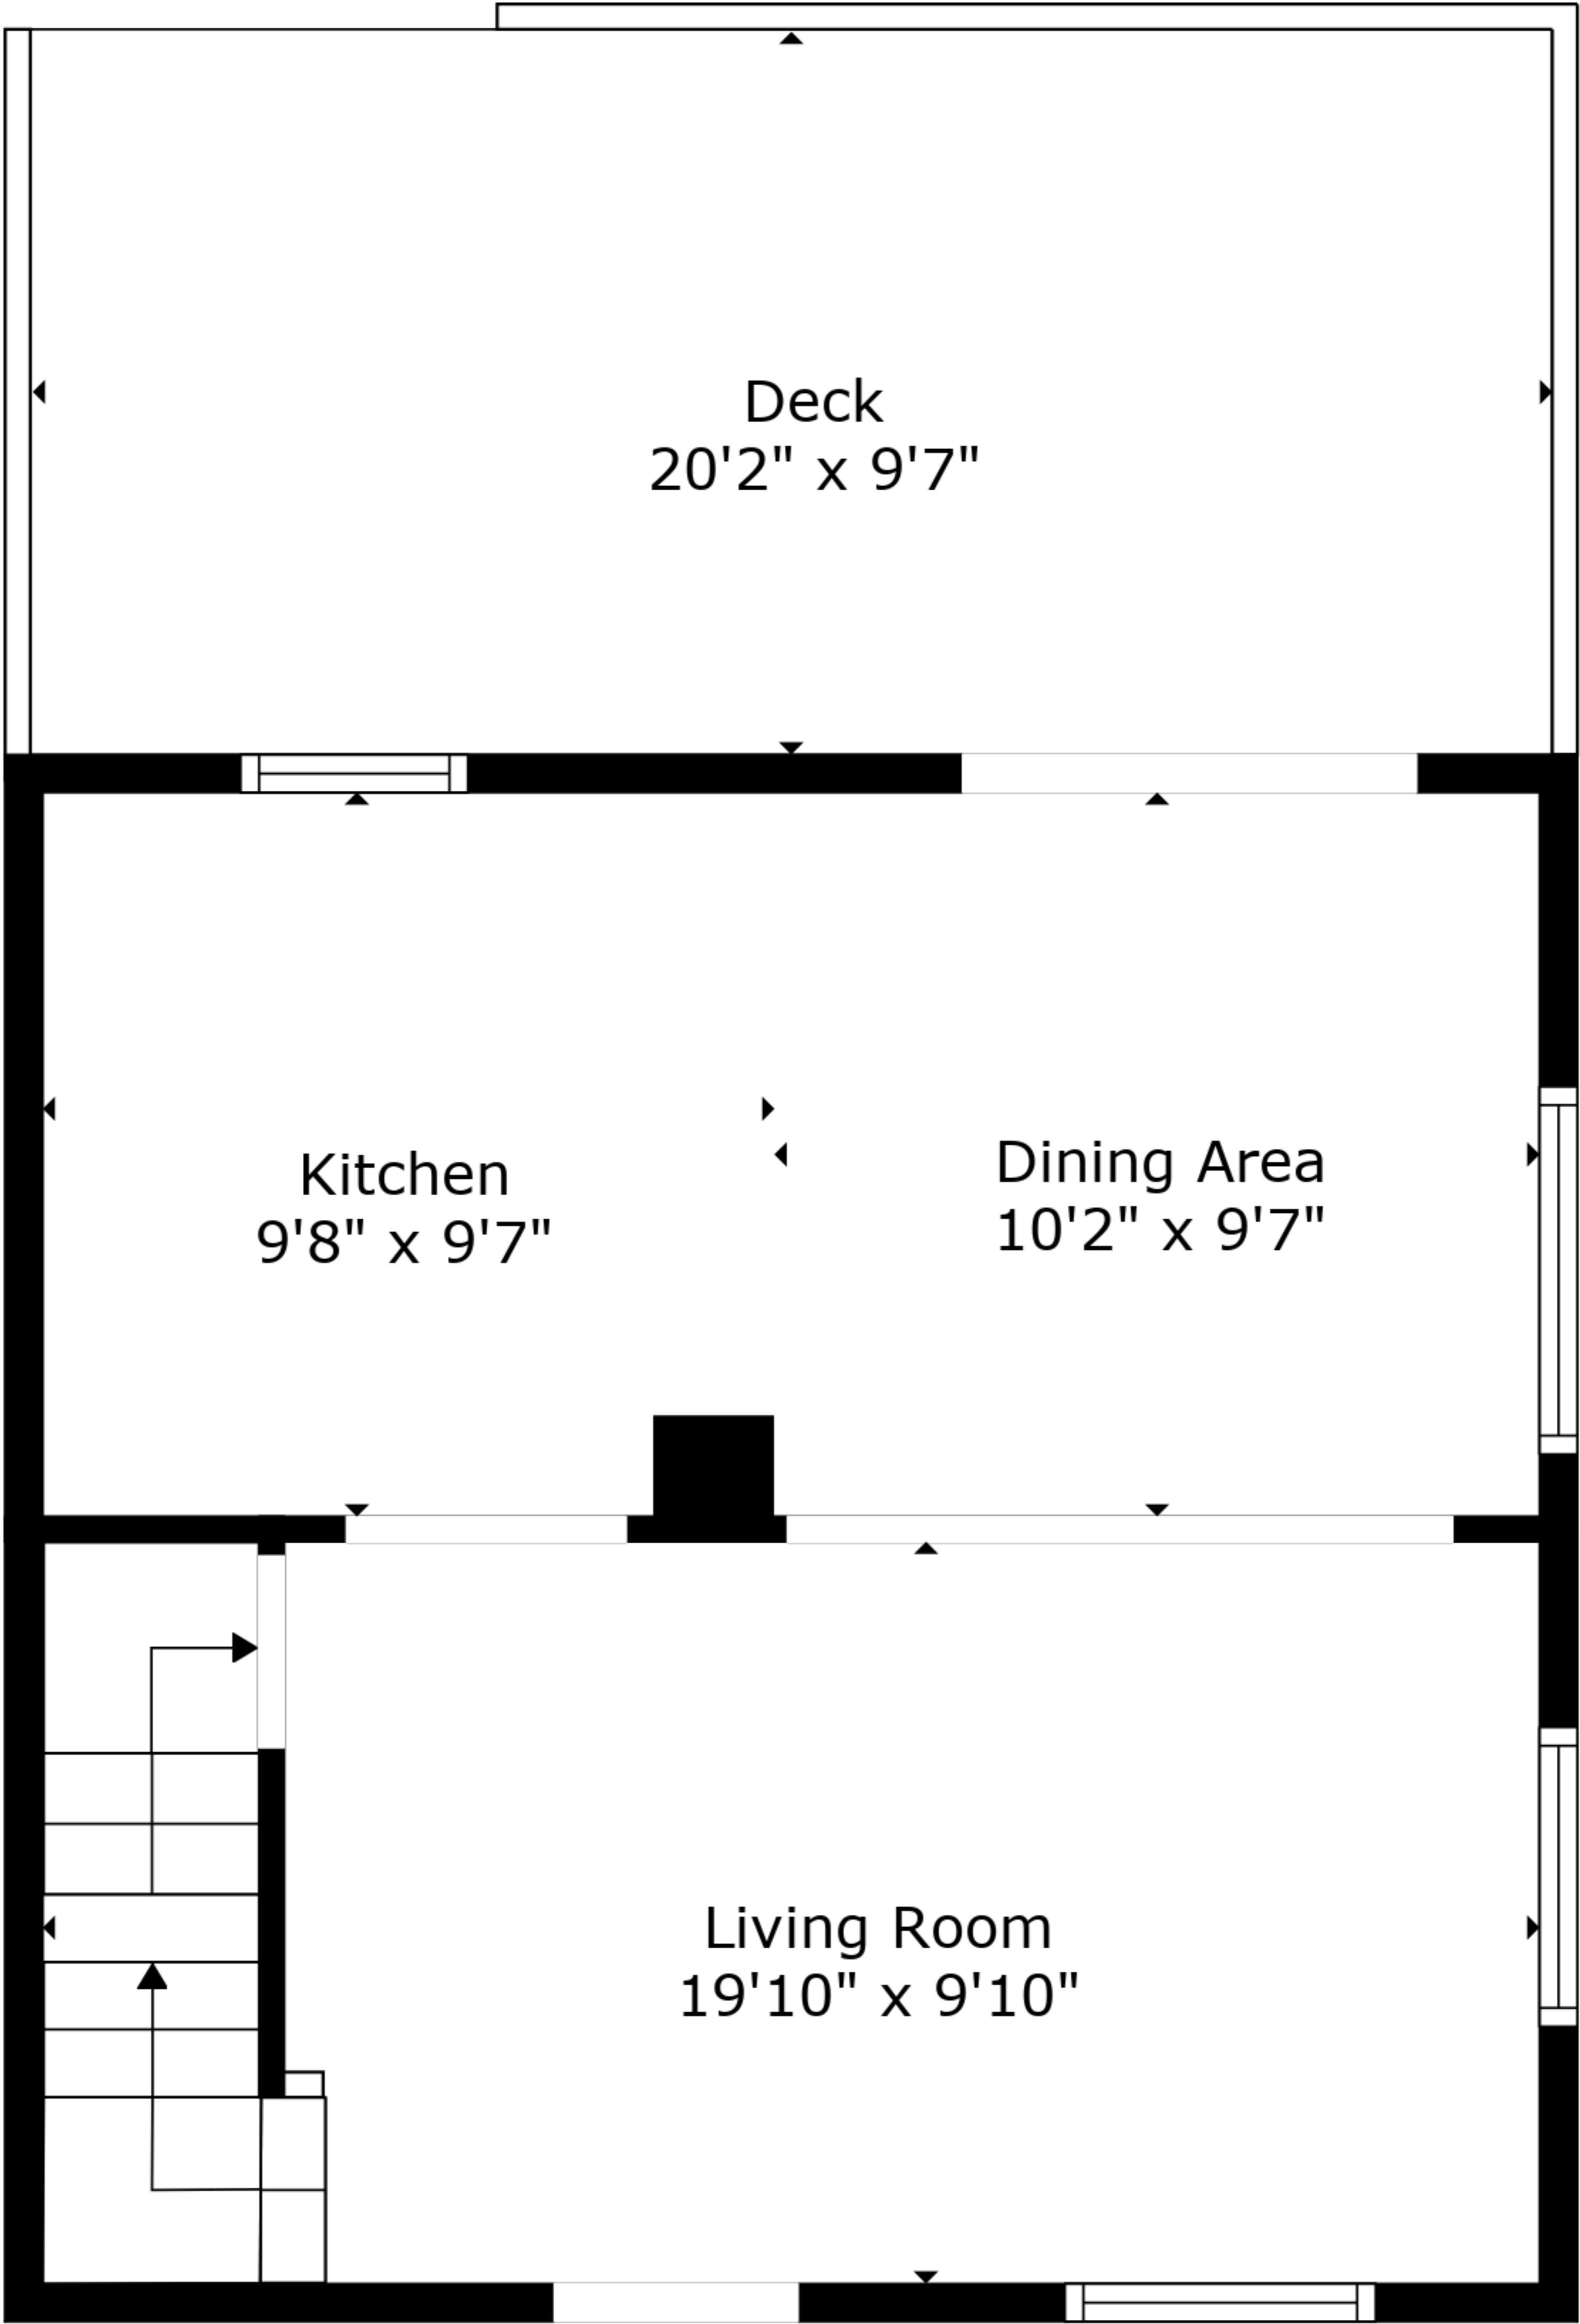 Deck
20'2" x 9'7"
Kitchen
9'8" x 9'7"
Dining Area
10'2" x 9'7"
Living Room
19'10" x 9'10"